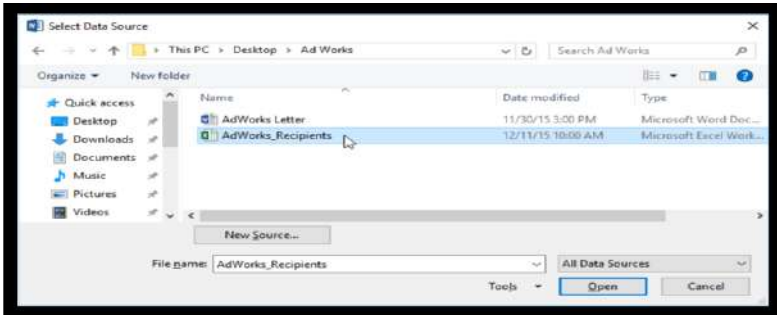 Select Data Source
This PC > Desktop > Ad Works
Search Ad Works
Organize New folder
Name Date modified Type
Quick access
Desktop
Downloads
Documents
Music
Pictures
Videos
AdWorks Letter 11/30/15 3:00 PM Microsoft Word Doc...
AdWorks_Recipients 12/11/15 10:00 AM Microsoft Excel Work...
New Source...
File name: AdWorks_Recipients All Data Sources
Tools Open Cancel